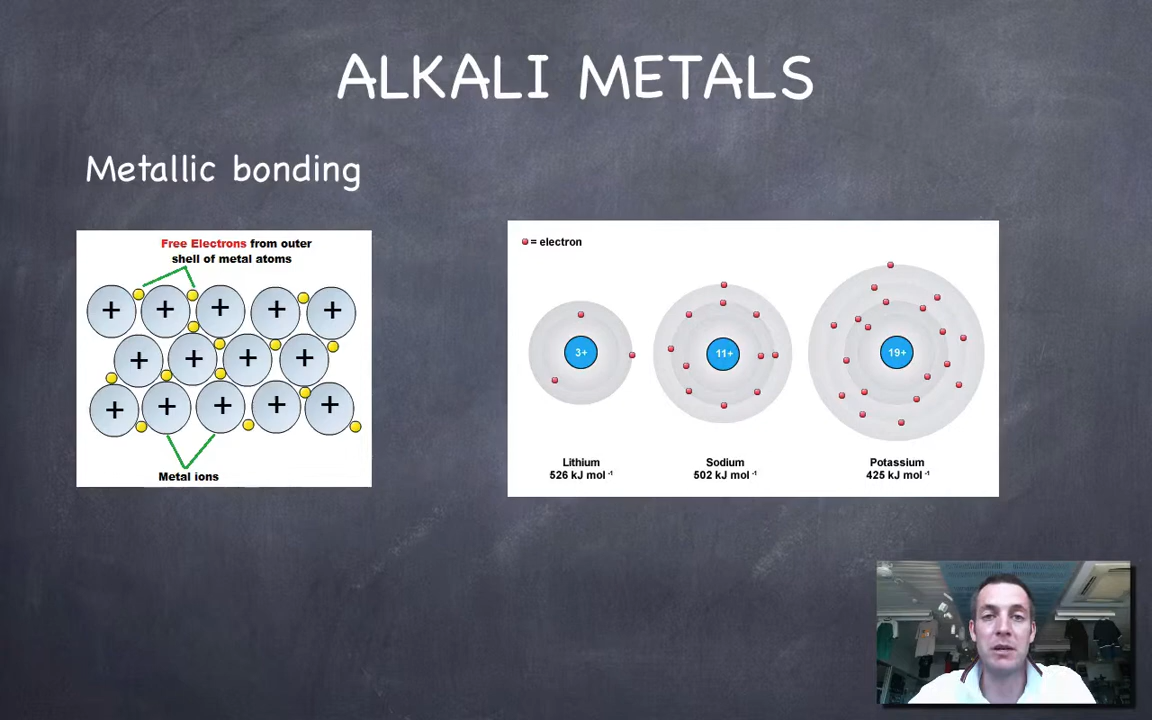 ALKALI METALS
Metallic bonding
Free Electrons from outer
shell of metal atoms
+ + + + +
+ + + +
+ + + + +
Metal ions
= electron
3+
11+
19+
Lithium
526 kJ mol -1
Sodium
502 kJ mol -1
Potassium
425 kJ mol -1